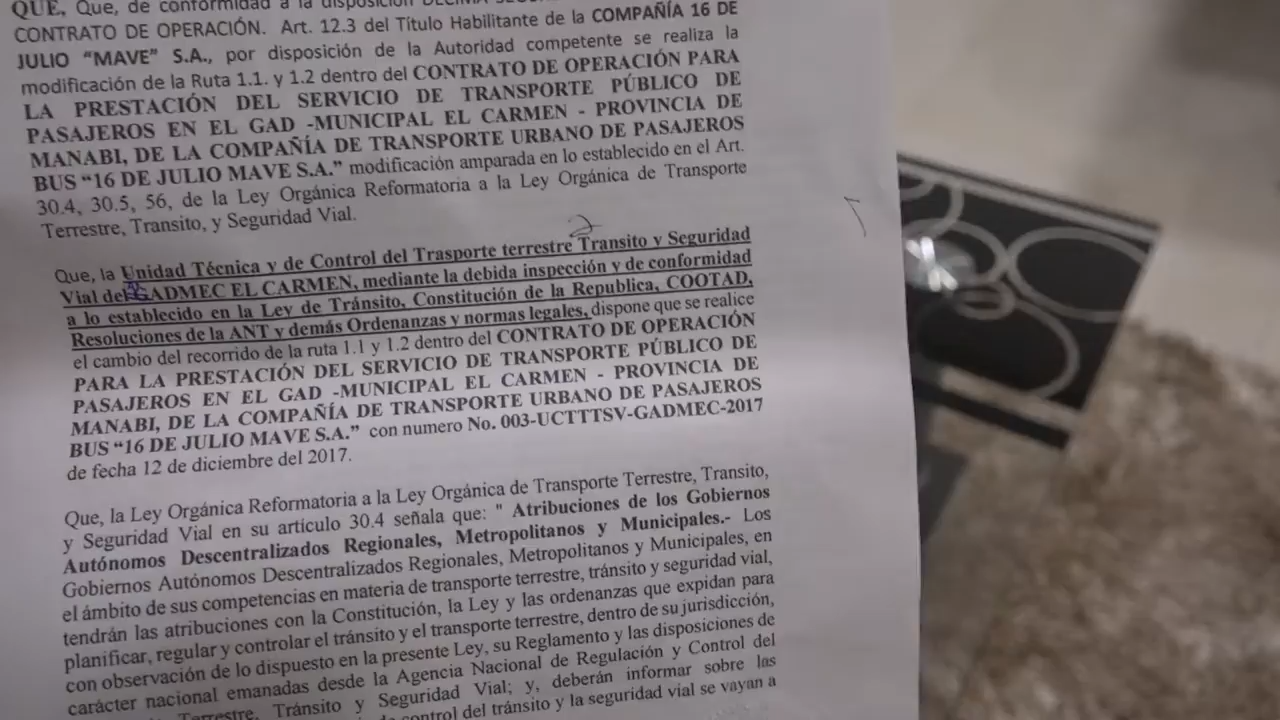 QUE, Que, de conformidad a la disposición DÉCIMA
CONTRATO DE OPERACIÓN. Art. 12.3 del Título Habilitante de la COMPAÑÍA 16 DE
JULIO “MAVE” S.A., por disposición de la Autoridad competente se realiza la
modificación de la Ruta 1.1. y 1.2 dentro del CONTRATO DE OPERACIÓN PARA
LA PRESTACIÓN DEL SERVICIO DE TRANSPORTE PÚBLICO DE
PASAJEROS EN EL GAD -MUNICIPAL EL CARMEN - PROVINCIA DE
MANABI, DE LA COMPAÑÍA DE TRANSPORTE URBANO DE PASAJEROS
BUS “16 DE JULIO MAVE S.A.” modificación amparada en lo establecido en el Art.
30.4, 30.5, 56, de la Ley Orgánica Reformatoria a la Ley Orgánica de Transporte
Terrestre, Transito, y Seguridad Vial.
2
Que, la Unidad Técnica y de Control del Trasporte terrestre Transito y Seguridad
Vial del GADMEC EL CARMEN, mediante la debida inspección y de conformidad
a lo establecido en la Ley de Tránsito, Constitución de la Republica, COOTAD,
Resoluciones de la ANT y demás Ordenanzas y normas legales, dispone que se realice
el cambio del recorrido de la ruta 1.1 y 1.2 dentro del CONTRATO DE OPERACIÓN
PARA LA PRESTACIÓN DEL SERVICIO DE TRANSPORTE PÚBLICO DE
PASAJEROS EN EL GAD -MUNICIPAL EL CARMEN - PROVINCIA DE
MANABI, DE LA COMPAÑÍA DE TRANSPORTE URBANO DE PASAJEROS
BUS “16 DE JULIO MAVE S.A.” con numero No. 003-UCTTTSV-GADMEC-2017
de fecha 12 de diciembre del 2017.
Que, la Ley Orgánica Reformatoria a la Ley Orgánica de Transporte Terrestre, Transito,
y Seguridad Vial en su artículo 30.4 señala que: " Atribuciones de los Gobiernos
Autónomos Descentralizados Regionales, Metropolitanos y Municipales.- Los
Gobiernos Autónomos Descentralizados Regionales, Metropolitanos y Municipales, en
el ámbito de sus competencias en materia de transporte terrestre, tránsito y seguridad vial,
tendrán las atribuciones con la Constitución, la Ley y las ordenanzas que expidan para
planificar, regular y controlar el tránsito y el transporte terrestre, dentro de su jurisdicción,
con observación de lo dispuesto en la presente Ley, su Reglamento y las disposiciones de
carácter nacional emanadas desde la Agencia Nacional de Regulación y Control del
Terrestre, Tránsito y Seguridad Vial; y, deberán informar sobre las
control del tránsito y la seguridad vial se vayan a